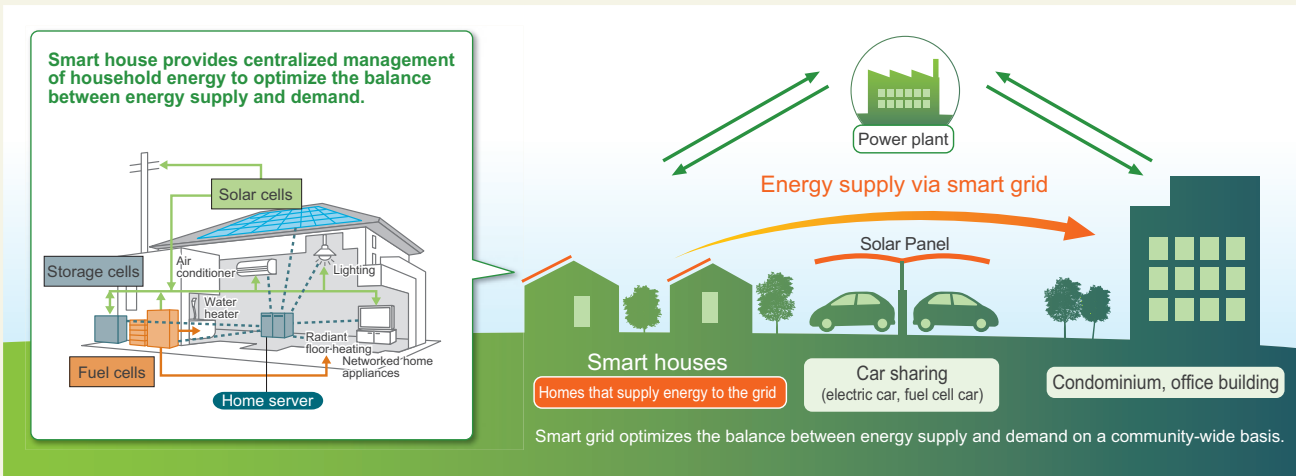 Smart house provides centralized management
of household energy to optimize the balance
between energy supply and demand.
Solar cells
Storage cells
Air
conditioner
Lighting
Water
heater
Radiant
floor-heating
Networked home
appliances
Fuel cells
Home server
Power plant
Energy supply via smart grid
Solar Panel
Smart houses
Homes that supply energy to the grid
Car sharing
(electric car, fuel cell car)
Condominium, office building
Smart grid optimizes the balance between energy supply and demand on a community-wide basis.